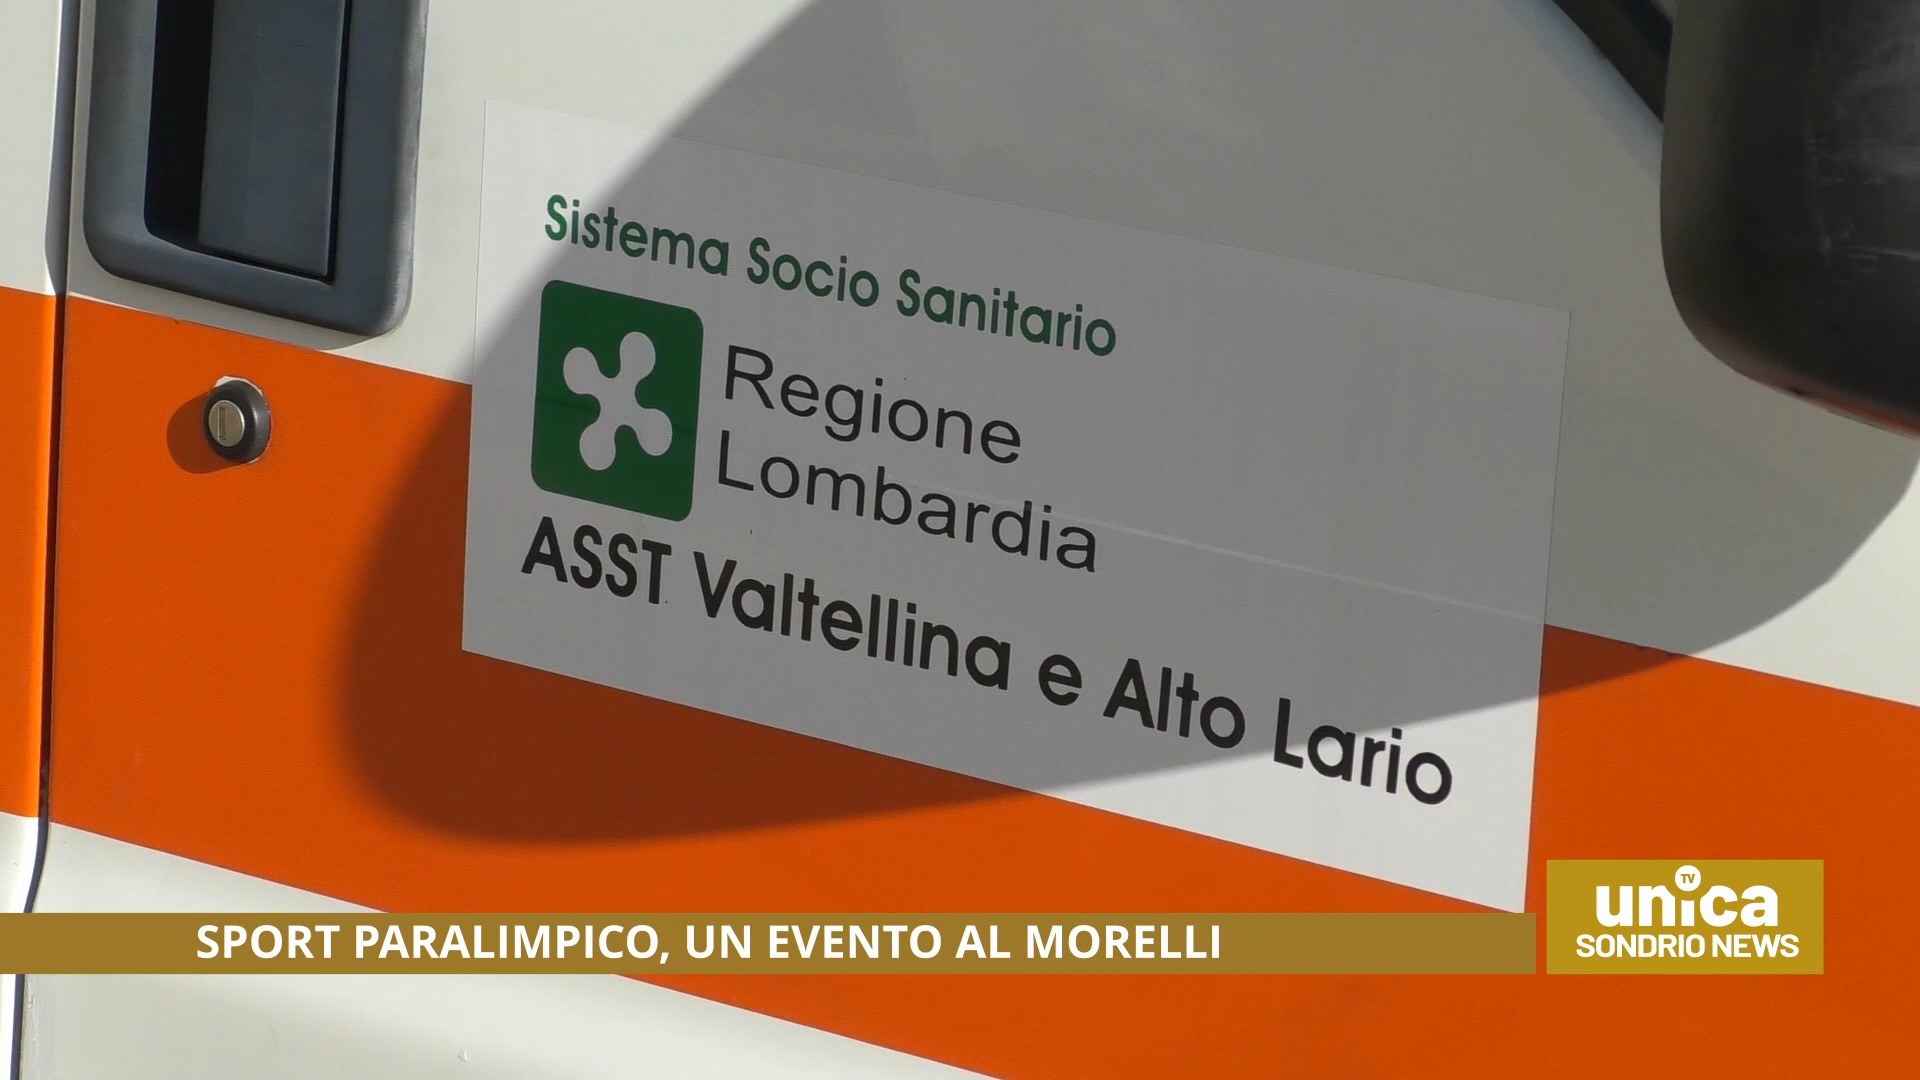 Sistema Socio Sanitario
Regione
Lombardia
ASST Valtellina e Alto Lario
SPORT PARALIMPICO, UN EVENTO AL MORELLI
TV
unica
SONDRIO NEWS